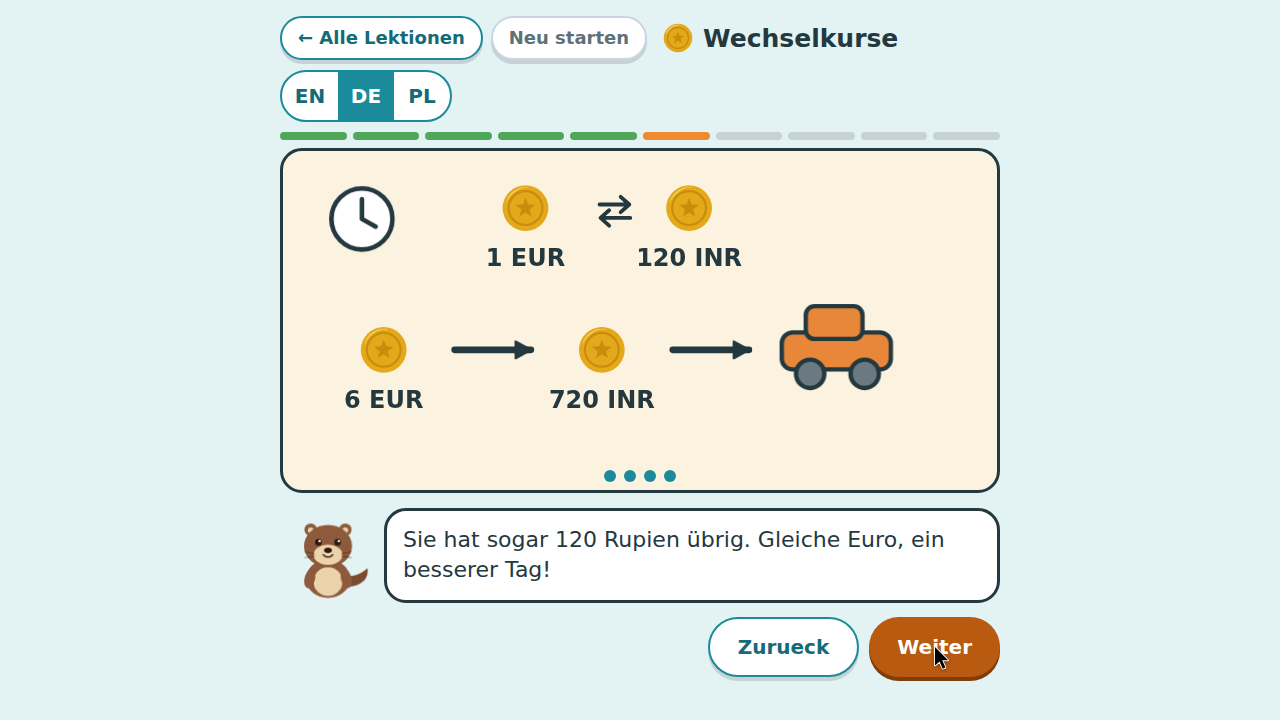 ← Alle Lektionen
Neu starten
Wechselkurse
EN DE PL
1 EUR
120 INR
6 EUR
720 INR
Sie hat sogar 120 Rupien übrig. Gleiche Euro, ein
besserer Tag!
Zurueck
Weiter